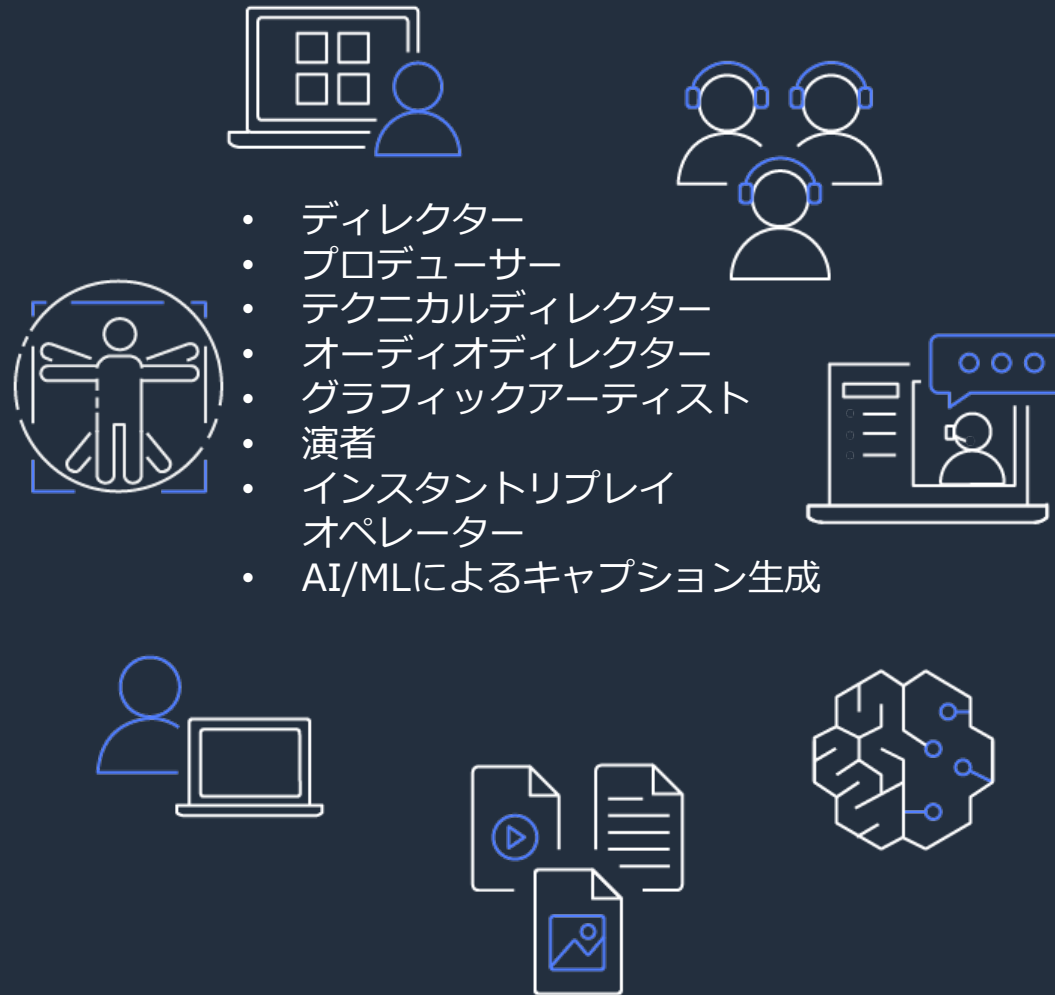 • ディレクター
• プロデューサー
• テクニカルディレクター
• オーディオディレクター
• グラフィックアーティスト
• 演者
• インスタントリプレイ
オペレーター
• AI/MLによるキャプション生成